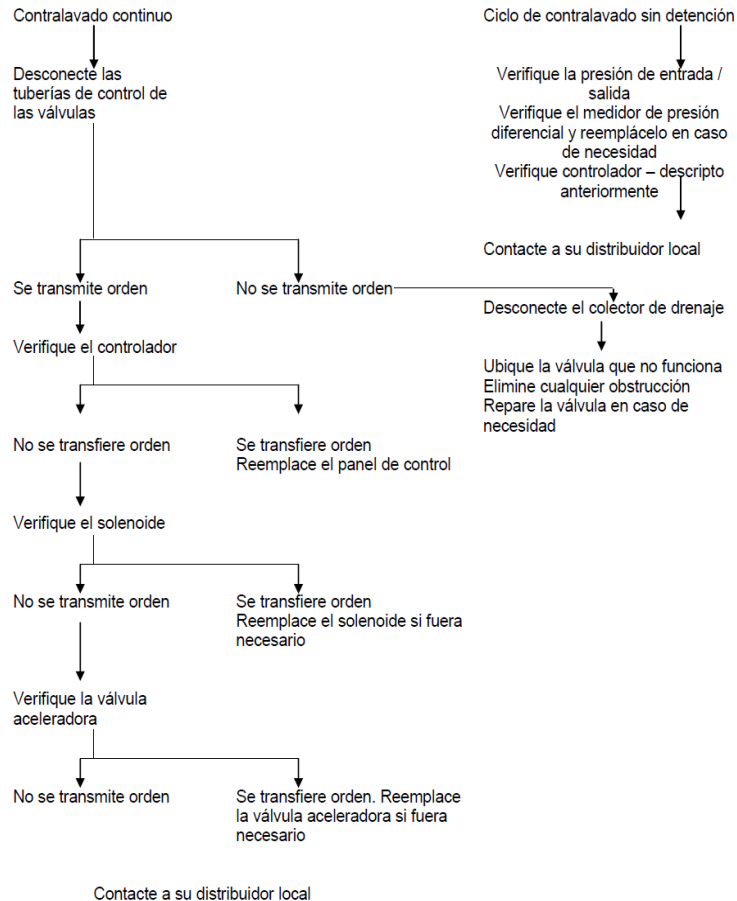 Contralavado continuo
Desconecte las
tuberías de control de
las válvulas
Se transmite orden
No se transmite orden
Verifique el controlador
No se transfiere orden
Se transfiere orden
Reemplace el panel de control
Verifique el solenoide
No se transmite orden
Se transfiere orden
Reemplace el solenoide si fuera
necesario
Verifique la válvula
aceleradora
No se transmite orden
Se transfiere orden. Reemplace
la válvula aceleradora si fuera
necesario
Contacte a su distribuidor local
Ciclo de contralavado sin detención
Verifique la presión de entrada /
salida
Verifique el medidor de presión
diferencial y reemplácelo en caso
de necesidad
Verifique controlador – descripto
anteriormente
Contacte a su distribuidor local
Desconecte el colector de drenaje
Ubique la válvula que no funciona
Elimine cualquier obstrucción
Repare la válvula en caso de
necesidad